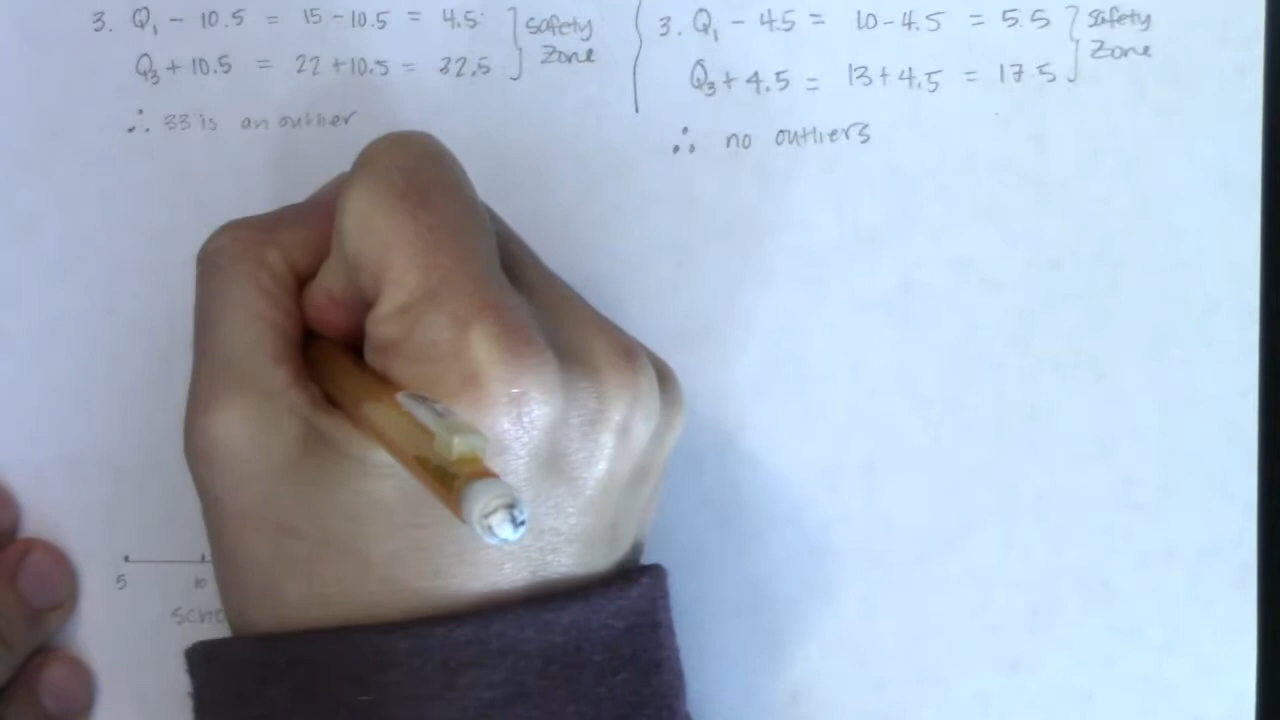 3. Q₁ - 10.5 = 15 - 10.5 = 4.5 ] Safety
Q₃ + 10.5 = 22 + 10.5 = 32.5 ] Zone
∴ 33 is an outlier
3. Q₁ - 4.5 = 10 - 4.5 = 5.5 ] Safety
Q₃ + 4.5 = 13 + 4.5 = 17.5 ] Zone
∴ no outliers
5 10